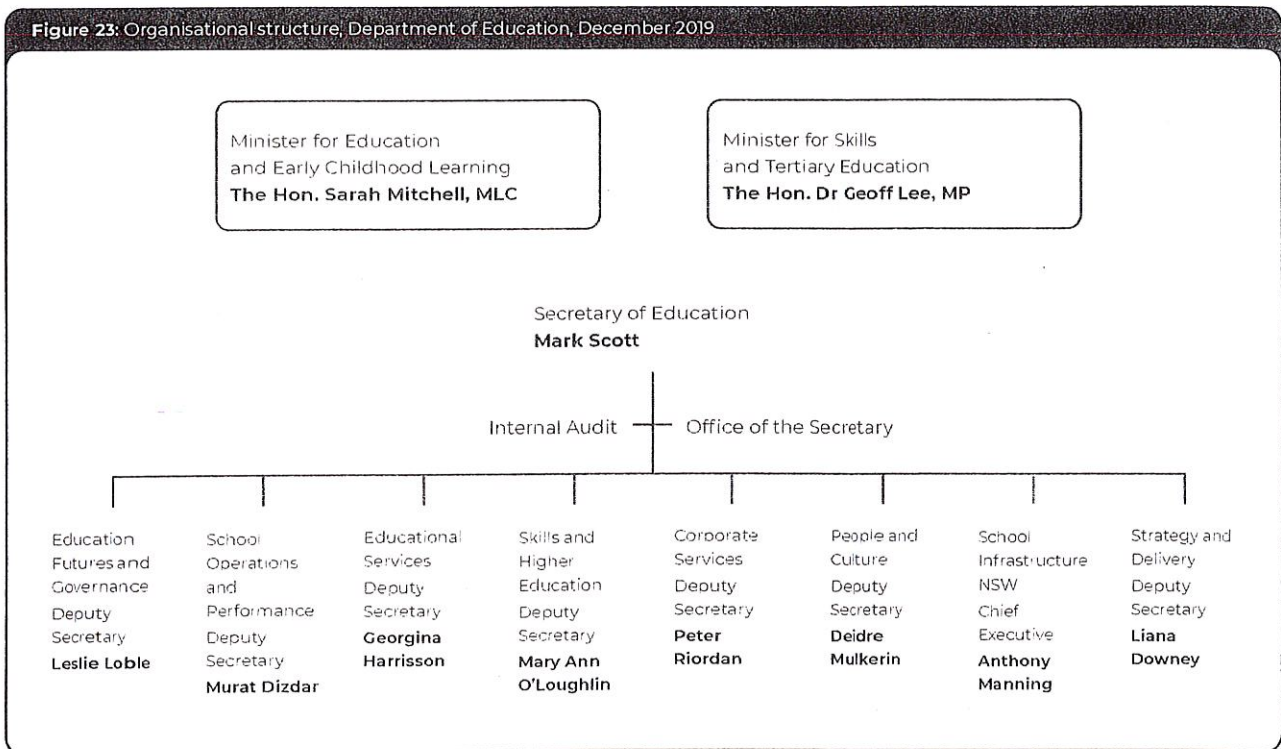 Figure 23: Organisational structure, Department of Education, December 2019
Minister for Education
and Early Childhood Learning
The Hon. Sarah Mitchell, MLC
Minister for Skills
and Tertiary Education
The Hon. Dr Geoff Lee, MP
Secretary of Education
Mark Scott
Internal Audit
Office of the Secretary
Education
Futures and
Governance
Deputy
Secretary
Leslie Loble
School
Operations
and
Performance
Deputy
Secretary
Murat Dizdar
Educational
Services
Deputy
Secretary
Georgina
Harrisson
Skills and
Higher
Education
Deputy
Secretary
Mary Ann
O'Loughlin
Corporate
Services
Deputy
Secretary
Peter
Riordan
People and
Culture
Deputy
Secretary
Deidre
Mulkerin
School
Infrastructure
NSW
Chief
Executive
Anthony
Manning
Strategy and
Delivery
Deputy
Secretary
Liana
Downey